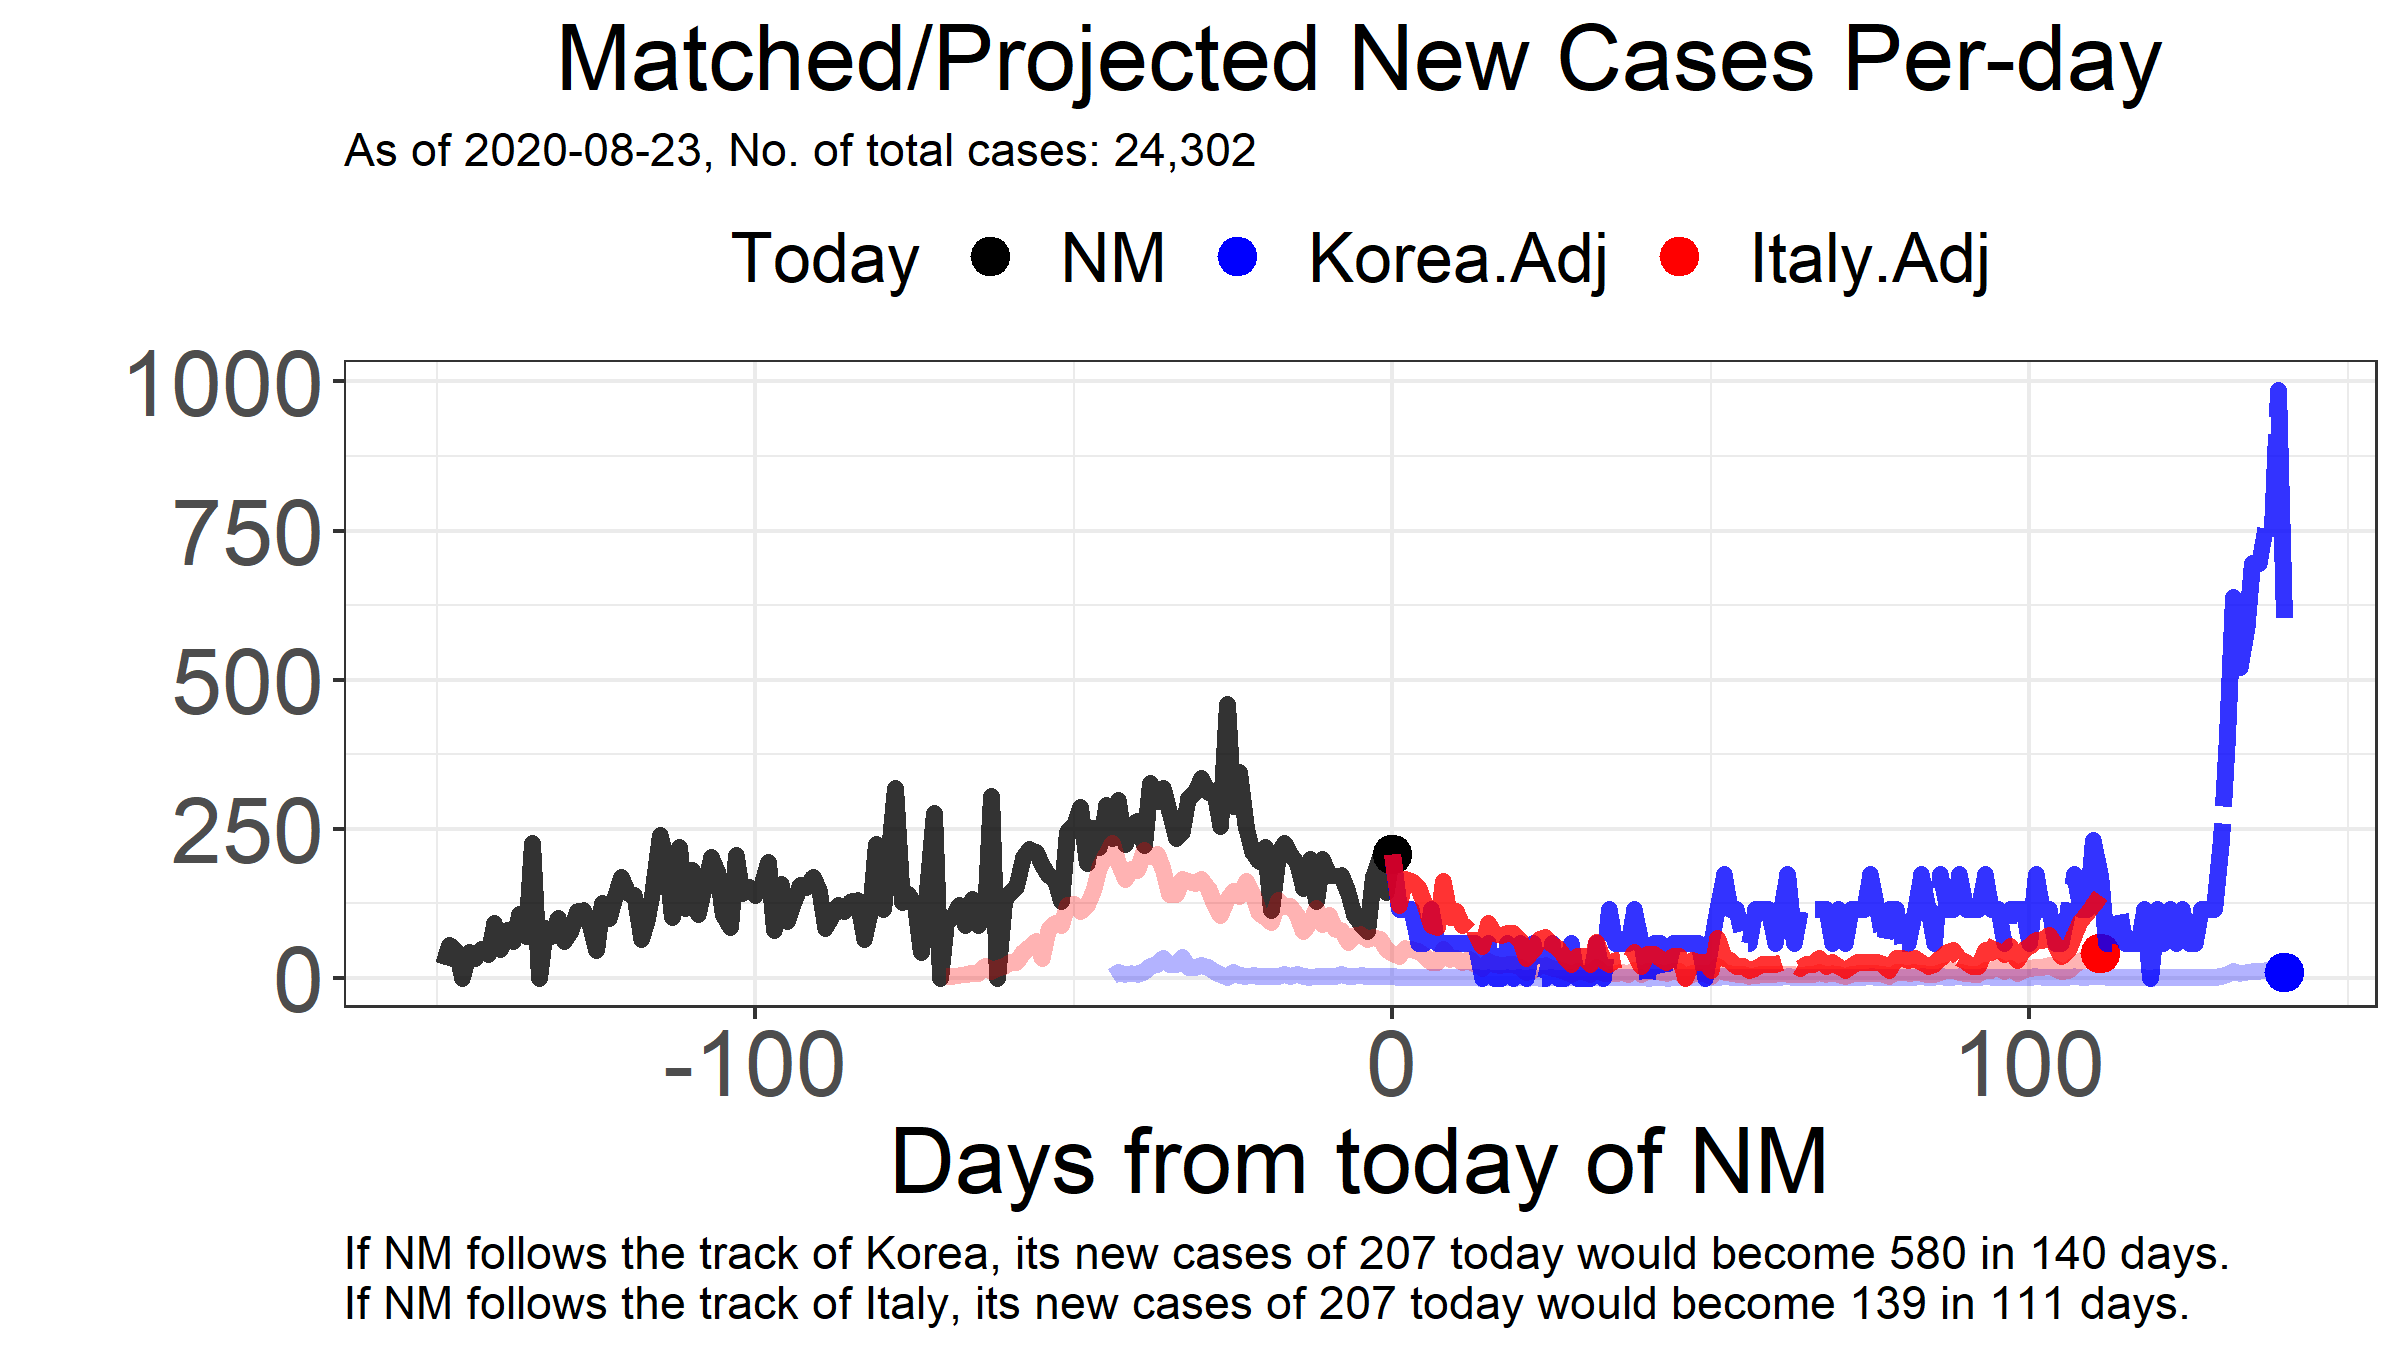 Matched/Projected New Cases Per-day
As of 2020-08-23, No. of total cases: 24,302
Today NM Korea.Adj Italy.Adj
1000
750
500
250
0
-100 0 100
Days from today of NM
If NM follows the track of Korea, its new cases of 207 today would become 580 in 140 days.
If NM follows the track of Italy, its new cases of 207 today would become 139 in 111 days.